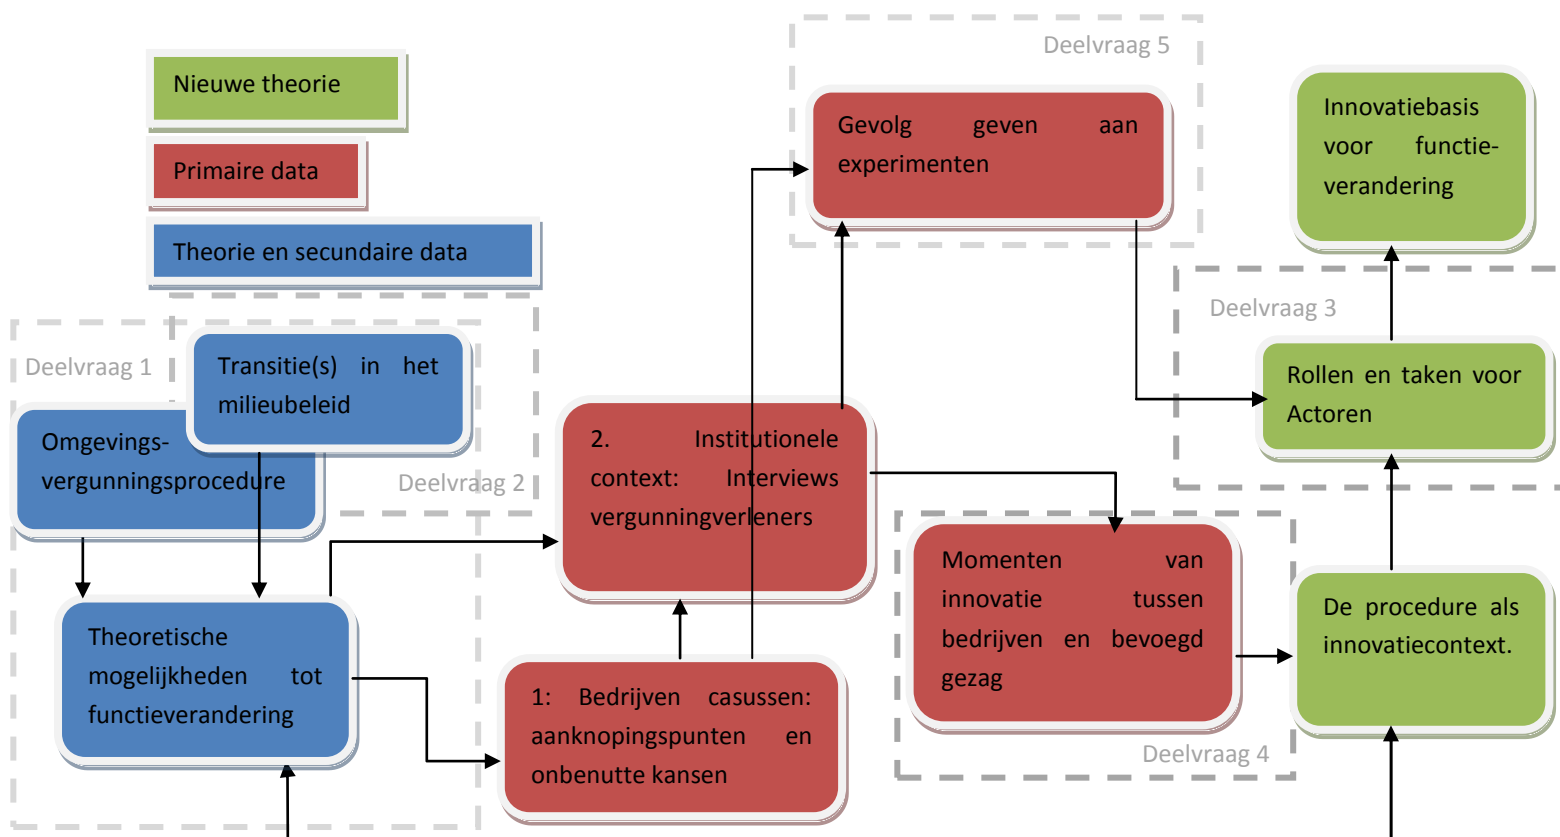 Nieuwe theorie
Primaire data
Theorie en secundaire data
Deelvraag 1
Transitie(s) in het
milieubeleid
Omgevings-
vergunningsprocedure
Deelvraag 2
Theoretische
mogelijkheden tot
functieverandering
2. Institutionele
context: Interviews
vergunningverleners
1: Bedrijven casussen:
aanknopingspunten en
onbenutte kansen
Deelvraag 5
Gevolg geven aan
experimenten
Momenten van
innovatie tussen
bedrijven en bevoegd
gezag
Deelvraag 4
Innovatiebasis
voor functie-
verandering
Deelvraag 3
Rollen en taken voor
Actoren
De procedure als
innovatiecontext.